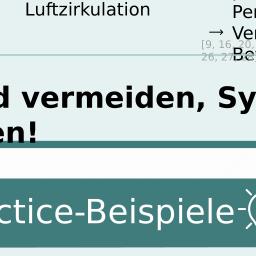 Luftzirkulation
Per
→ Ver
[9, 16, 20,
26, 27,
Be
d vermeiden, Sy
en!
ctice-Beispiele